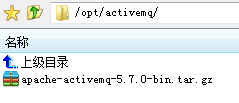 /opt/activemq/
名称
上级目录
apache-activemq-5.7.0-bin.tar.gz